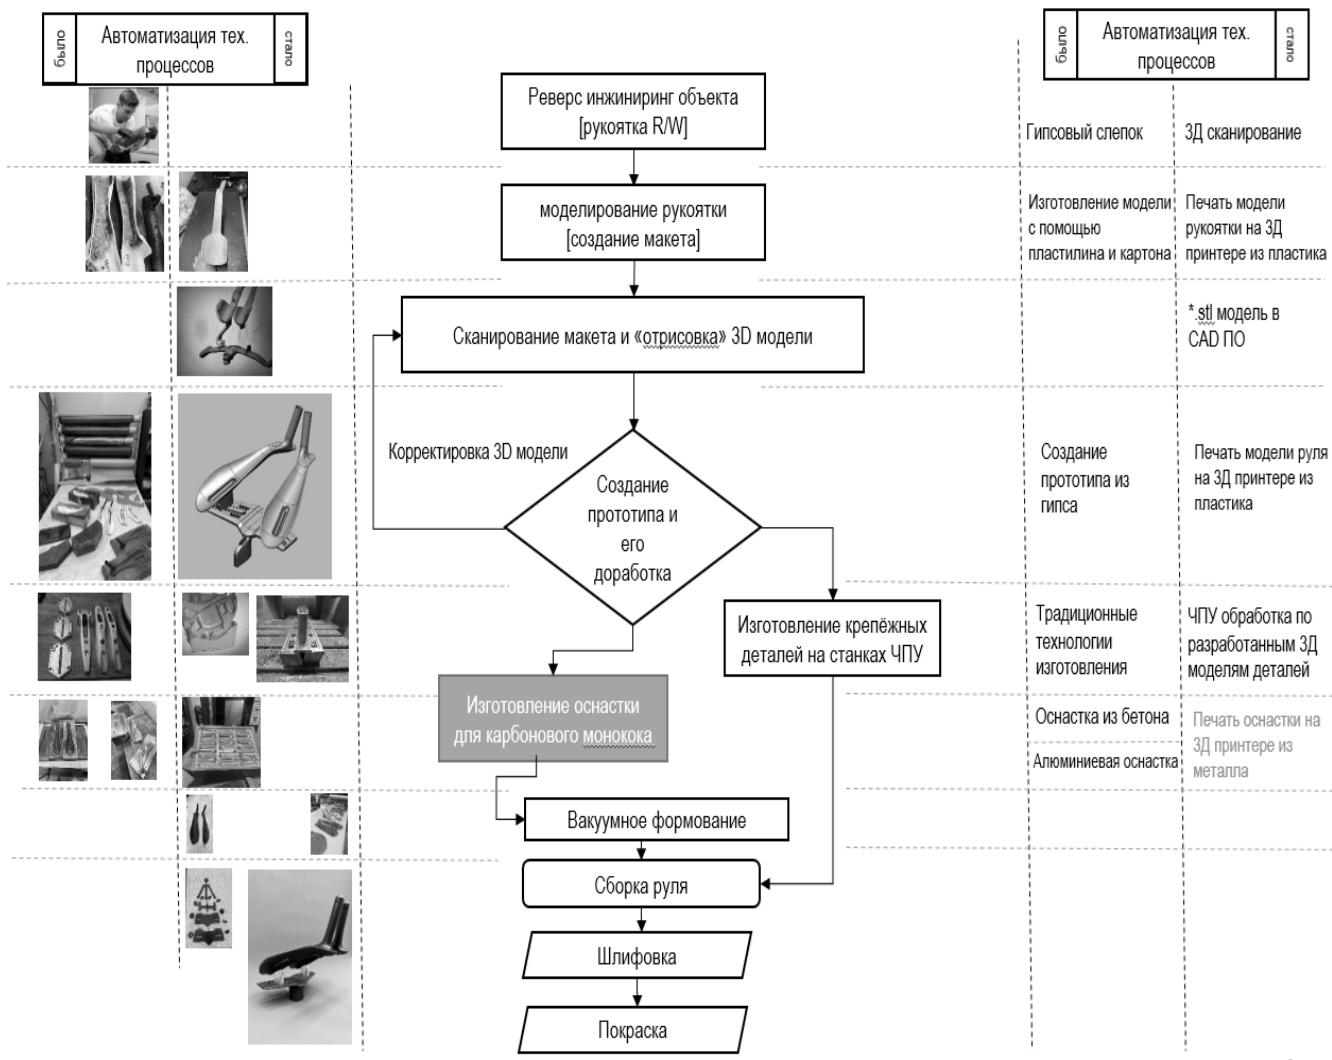 было
Автоматизация тех.
процессов
стало
было
Автоматизация тех.
процессов
стало
Реверс инжиниринг объекта
[рукоятка R/W]
Гипсовый слепок
3Д сканирование
моделирование рукоятки
[создание макета]
Изготовление модели
с помощью
пластилина и картона
Печать модели
рукоятки на 3Д
принтере из пластика
Сканирование макета и «отрисовка» 3D модели
*.stl модель в
CAD ПО
Корректировка 3D модели
Создание
прототипа и
его
доработка
Создание
прототипа из
гипса
Печать модели руля
на 3Д принтере из
пластика
Изготовление крепёжных
деталей на станках ЧПУ
Традиционные
технологии
изготовления
ЧПУ обработка по
разработанным 3Д
моделям деталей
Изготовление оснастки
для карбонового монокока
Оснастка из бетона
Алюминиевая оснастка
Печать оснастки на
3Д принтере из
металла
Вакуумное формование
Сборка руля
Шлифовка
Покраска